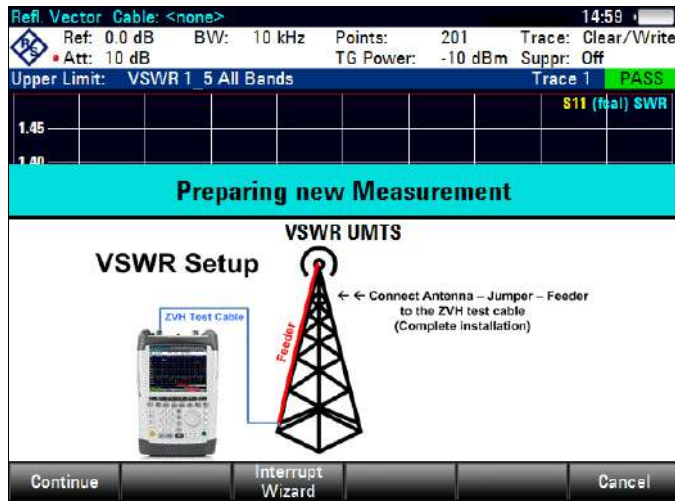 Refl. Vector Cable: <none> 14:59
Ref: 0.0 dB BW: 10 kHz Points: 201 Trace: Clear/Write
Att: 10 dB TG Power: -10 dBm Suppr: Off
Upper Limit: VSWR 1_5 All Bands Trace 1 PASS
S11 (fcal) SWR
1.45
1.40
Preparing new Measurement
VSWR UMTS
VSWR Setup
← ← Connect Antenna – Jumper – Feeder
to the ZVH test cable
(Complete installation)
ZVH Test Cable
Feeder
Continue Interrupt Wizard Cancel